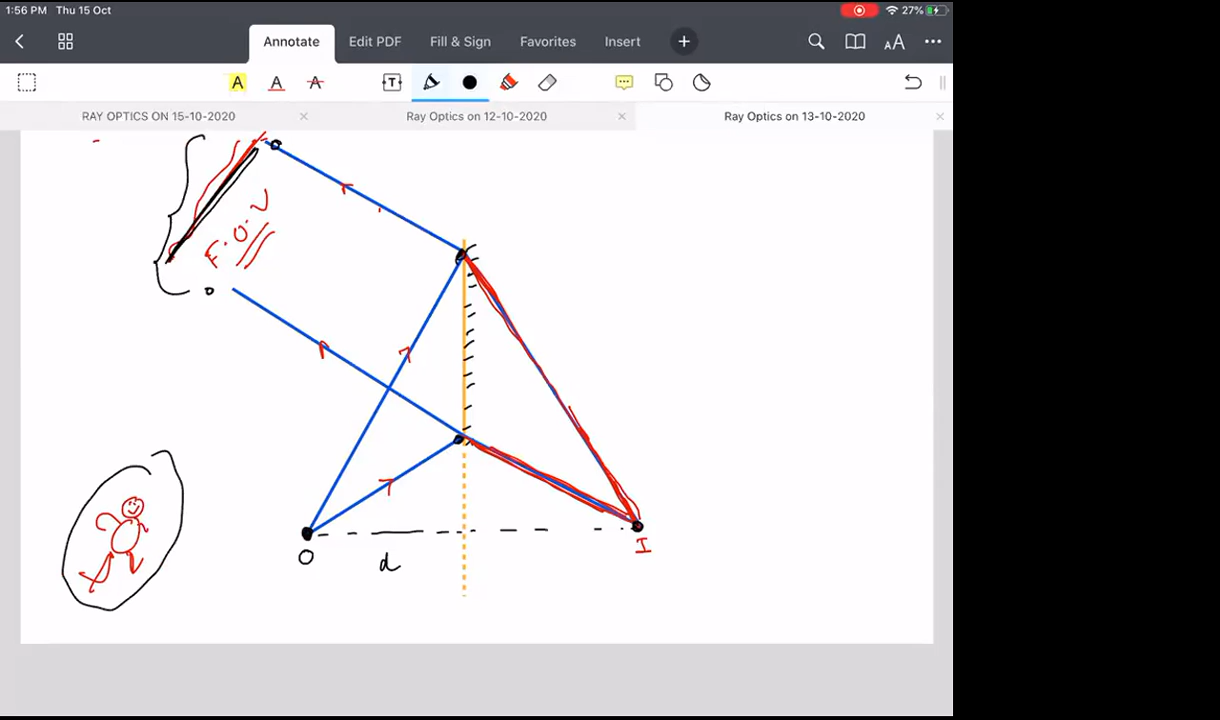 1:56 PM Thu 15 Oct
27%
Annotate Edit PDF Fill & Sign Favorites Insert
AA
A A A T
RAY OPTICS ON 15-10-2020
Ray Optics on 12-10-2020
Ray Optics on 13-10-2020
F.O.V
O
d
I